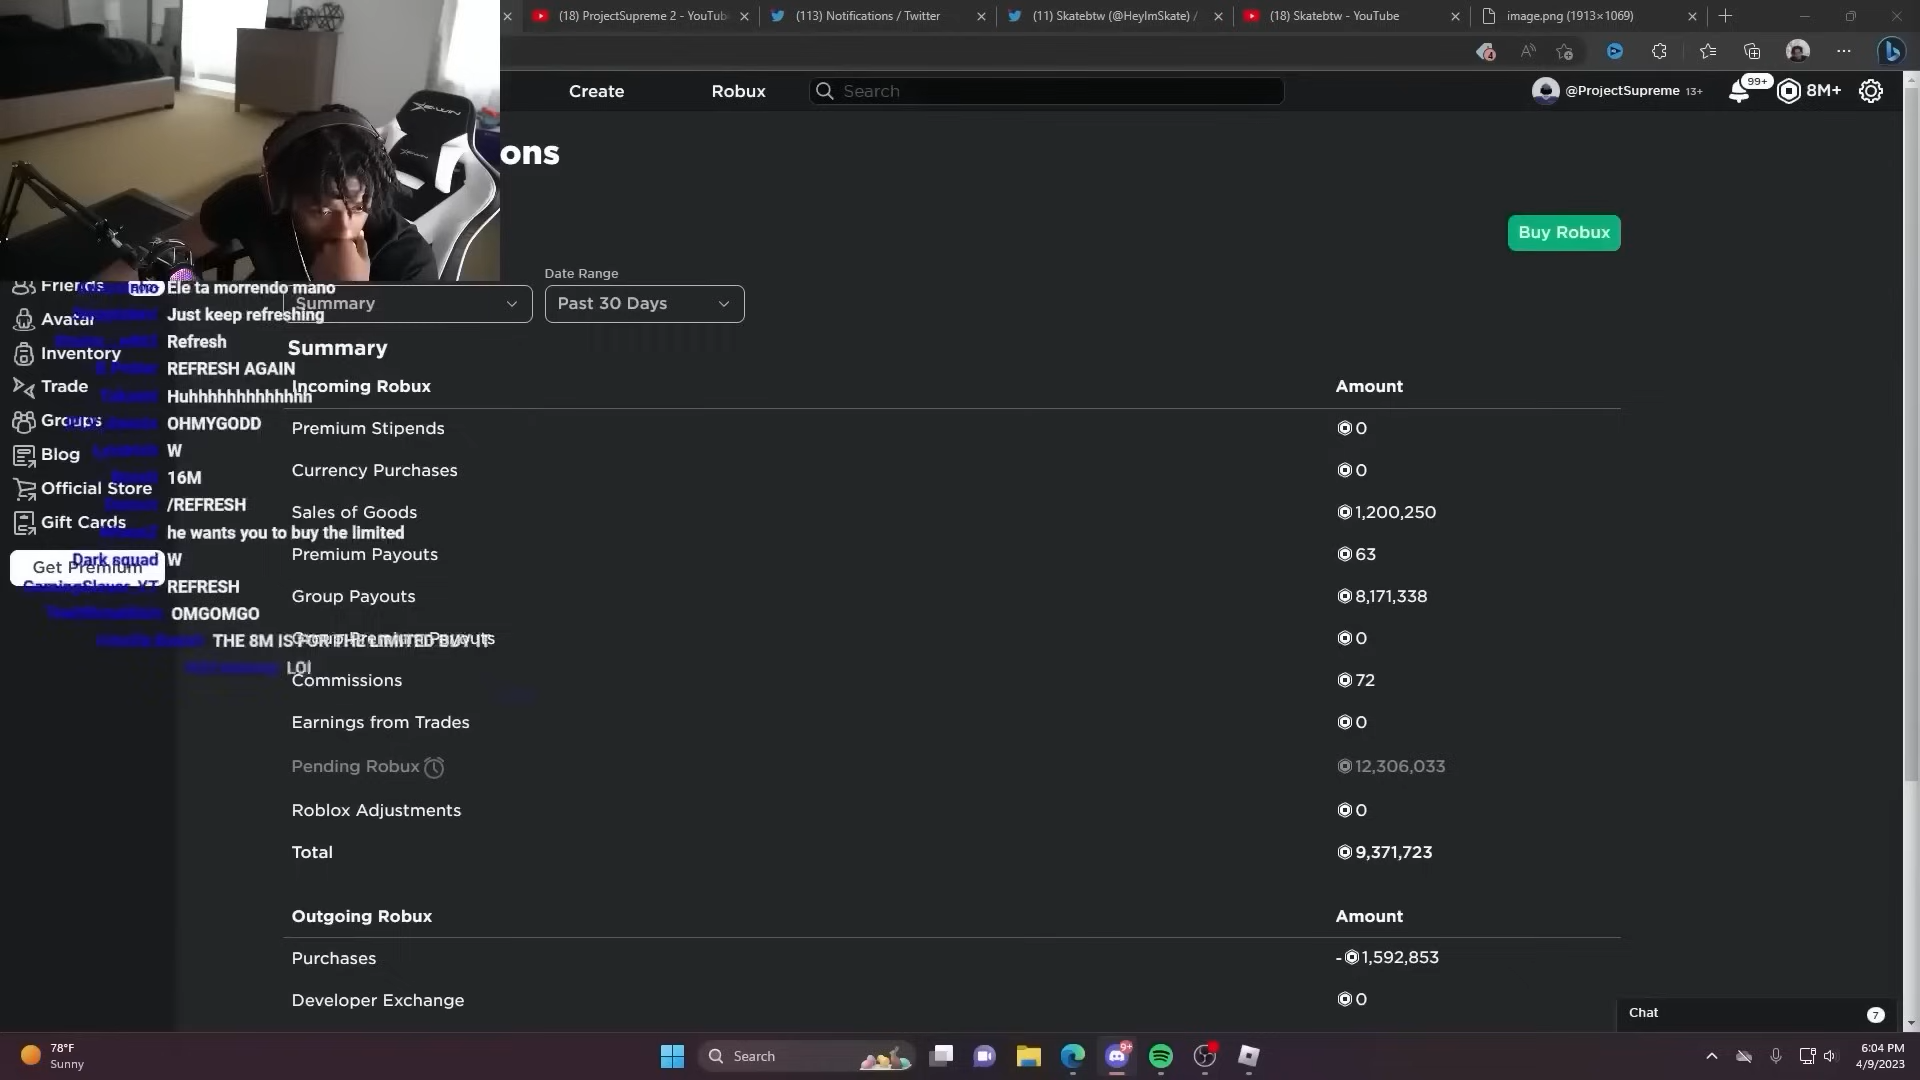 (18) ProjectSupreme 2 - YouTub
(113) Notifications / Twitter
(11) Skatebtw (@HeyImSkate) /
(18) Skatebtw - YouTube
image.png (1913×1069)
Create
Robux
Search
@ProjectSupreme 13+
99+
8M+
ons
Buy Robux
Date Range
Summary
Past 30 Days
Friends
Avatar
Inventory
Trade
Groups
Blog
Official Store
Gift Cards
Get Premium
Ele ta morrendo mano
Just keep refreshing
Refresh
REFRESH AGAIN
Huhhhhhhhhhhhhh
OHMYGODD
W
16M
/REFRESH
he wants you to buy the limited
Dark squad W
GamingSlayer_YT REFRESH
OMGOMGO
THE 8M IS FOR THE LIMITED BUY IT
LOl
Summary
Incoming Robux Amount
Premium Stipends 0
Currency Purchases 0
Sales of Goods 1,200,250
Premium Payouts 63
Group Payouts 8,171,338
Group Premium Payouts 0
Commissions 72
Earnings from Trades 0
Pending Robux 12,306,033
Roblox Adjustments 0
Total 9,371,723
Outgoing Robux Amount
Purchases -1,592,853
Developer Exchange 0
Chat 7
78°F
Sunny
Search
9+
6:04 PM
4/9/2023